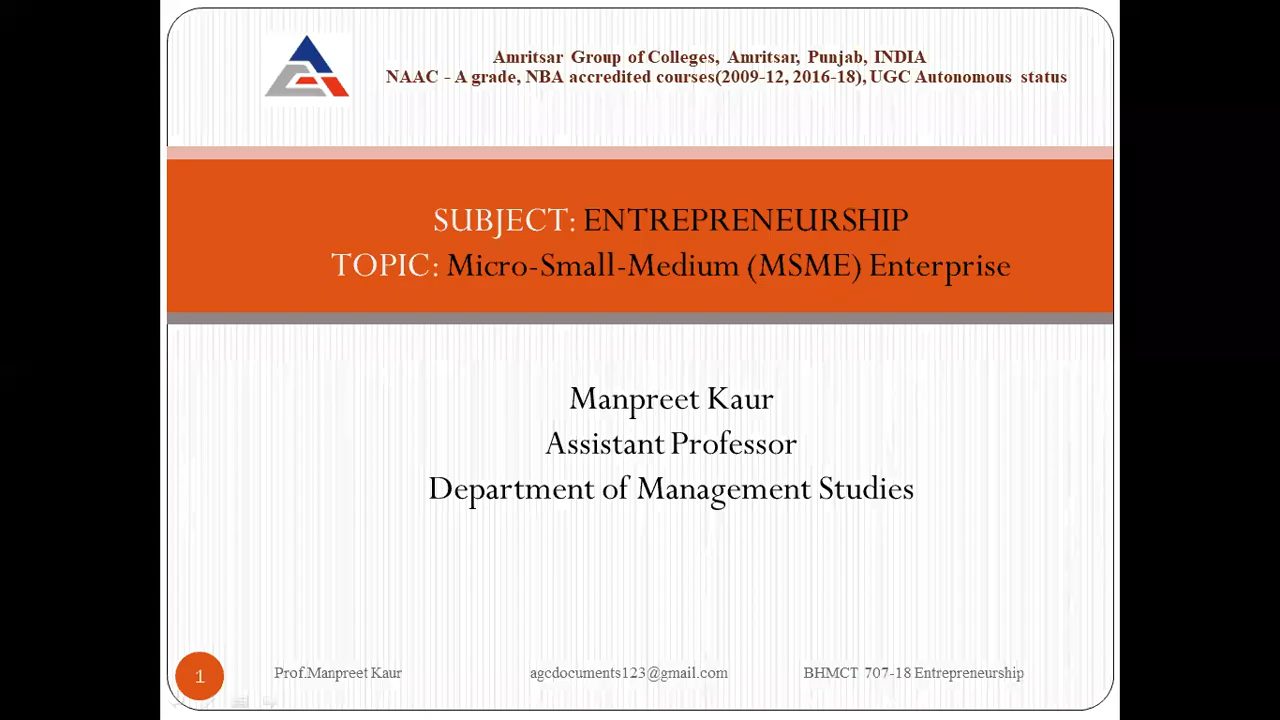 Amritsar Group of Colleges, Amritsar, Punjab, INDIA
NAAC - A grade, NBA accredited courses(2009-12, 2016-18), UGC Autonomous status
SUBJECT: ENTREPRENEURSHIP
TOPIC: Micro-Small-Medium (MSME) Enterprise
Manpreet Kaur
Assistant Professor
Department of Management Studies
1 Prof.Manpreet Kaur agcdocuments123@gmail.com BHMCT 707-18 Entrepreneurship